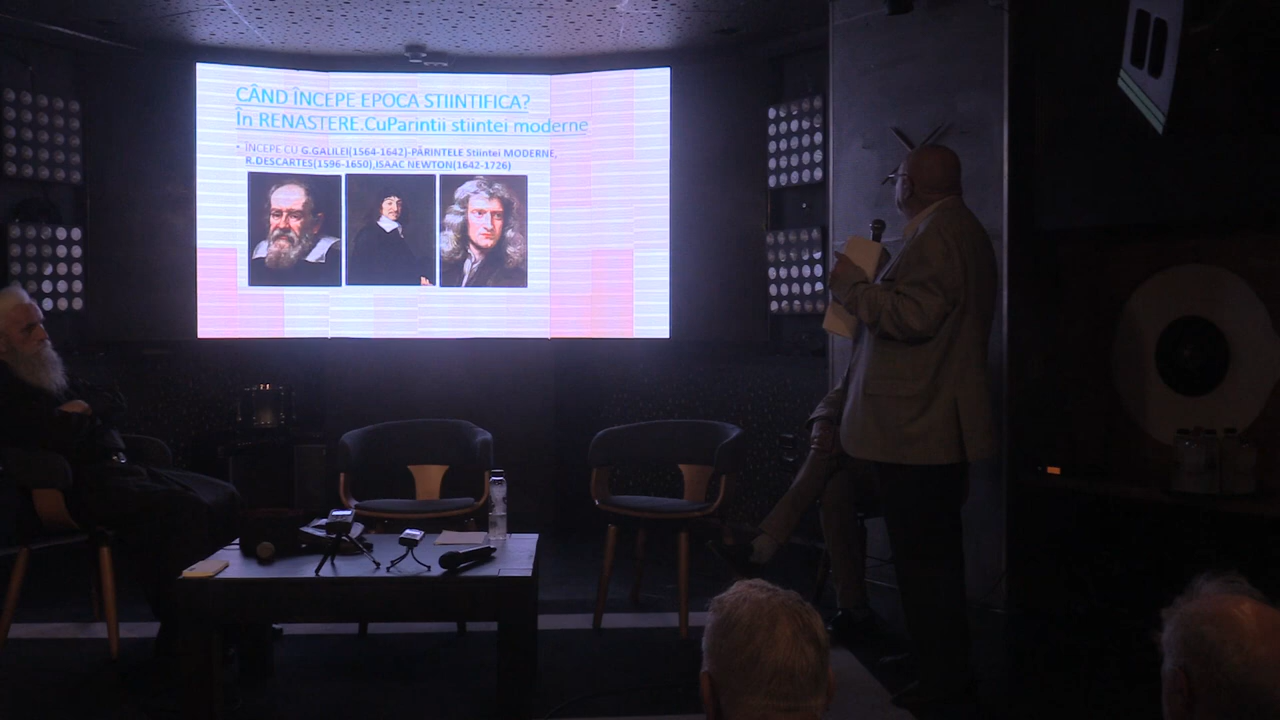 CÂND ÎNCEPE EPOCA STIINTIFICA?
În RENASTERE.CuParintii stiintei moderne
• ÎNCEPE CU G.GALILEI(1564-1642)-PĂRINTELE Stiintei MODERNE,
R.DESCARTES(1596-1650),ISAAC NEWTON(1642-1726)